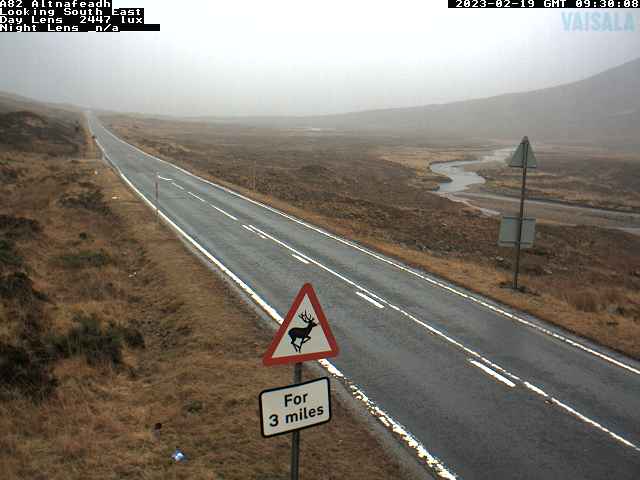 A82 Altnafeadh
Looking South East
Day Lens 2447 lux
Night Lens n/a
2023-02-19 GMT 09:30:08
VAISALA
For
3 miles